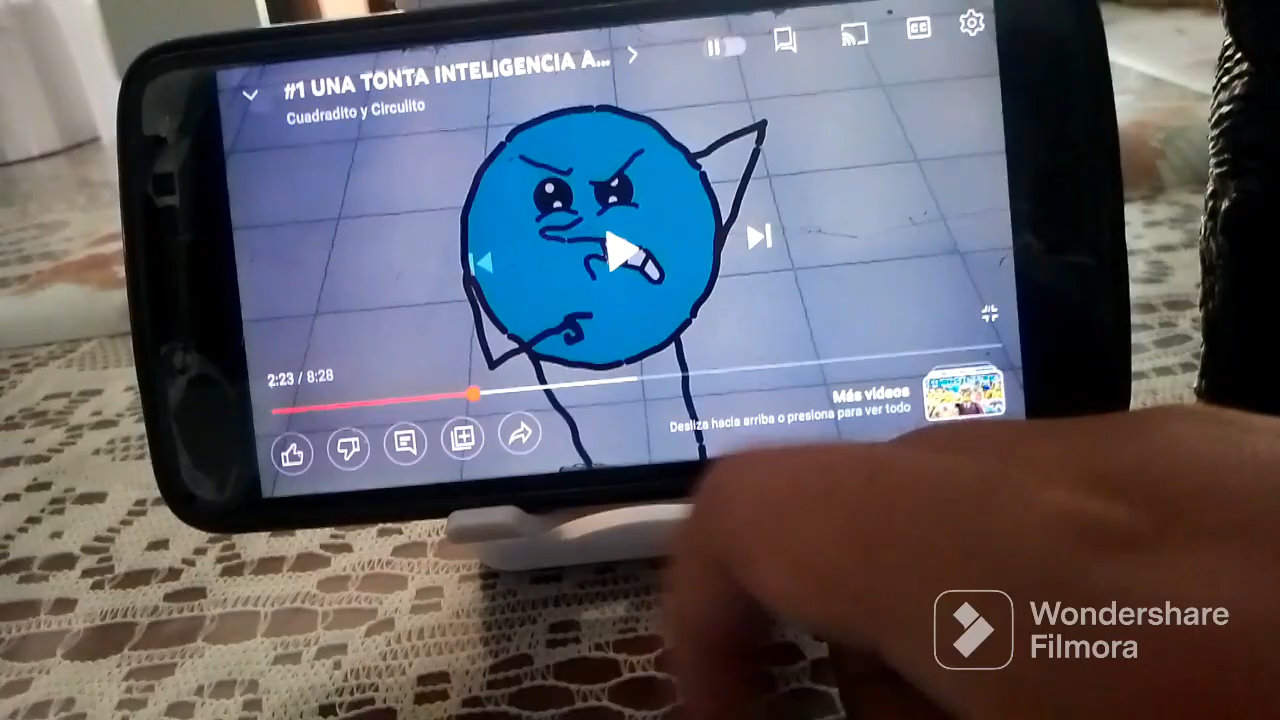 #1 UNA TONTA INTELIGENCIA A...
Cuadradito y Circulito
CC
2:23 / 8:28
Más videos
Desliza hacia arriba o presiona para ver todo
Wondershare
Filmora